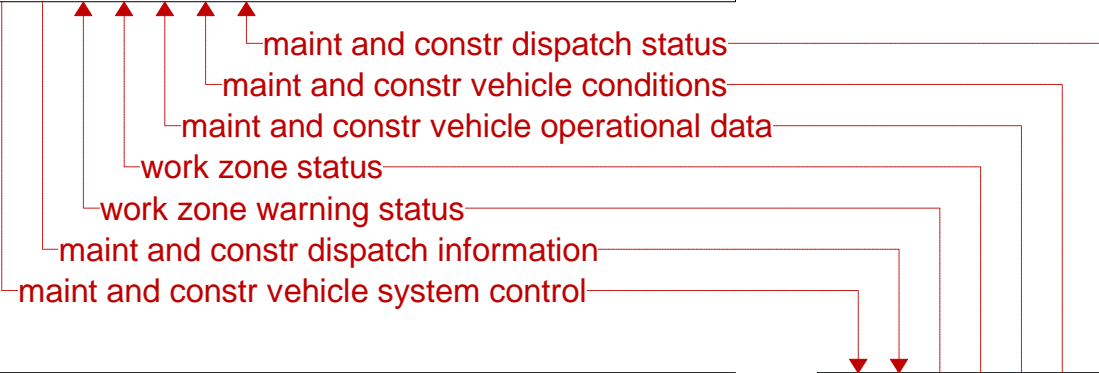 maint and constr dispatch status
maint and constr vehicle conditions
maint and constr vehicle operational data
work zone status
work zone warning status
maint and constr dispatch information
maint and constr vehicle system control